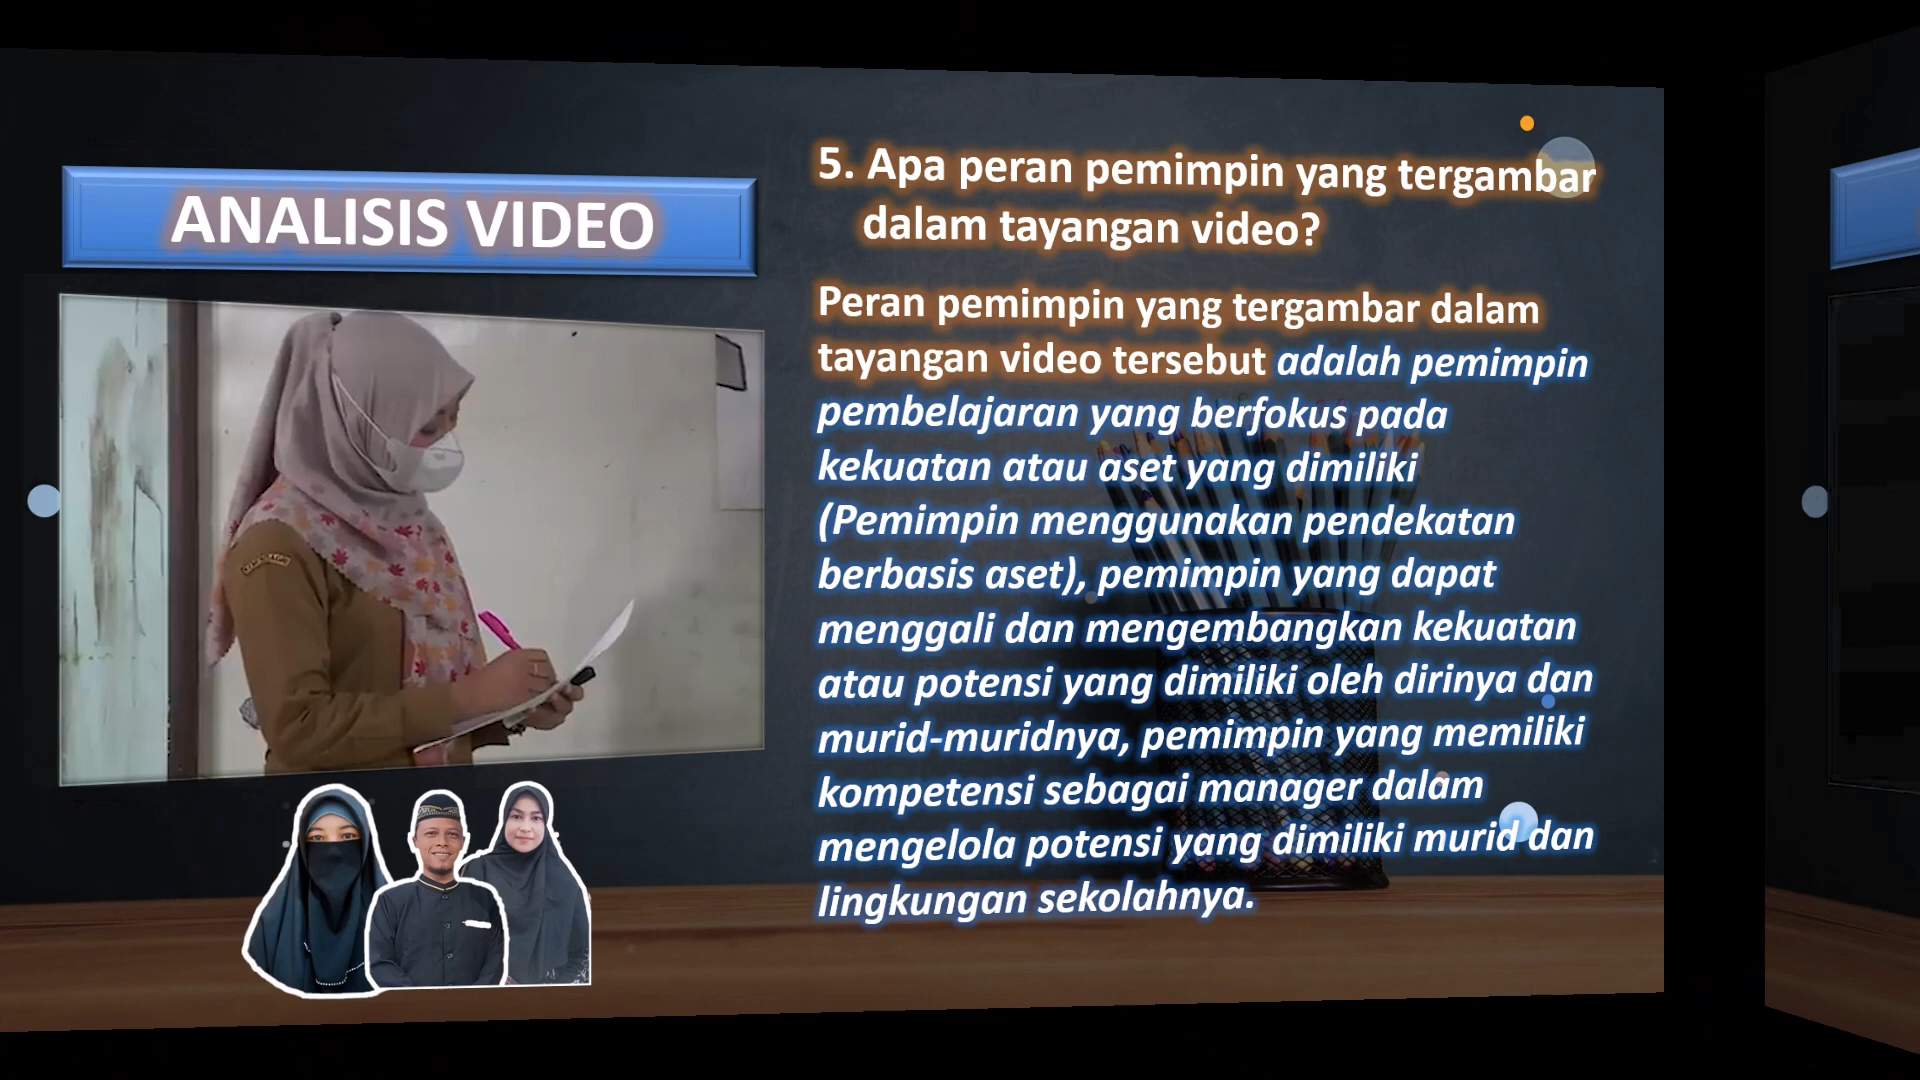 ANALISIS VIDEO
5. Apa peran pemimpin yang tergambar
dalam tayangan video?
Peran pemimpin yang tergambar dalam
tayangan video tersebut adalah pemimpin
pembelajaran yang berfokus pada
kekuatan atau aset yang dimiliki
(Pemimpin menggunakan pendekatan
berbasis aset), pemimpin yang dapat
menggali dan mengembangkan kekuatan
atau potensi yang dimiliki oleh dirinya dan
murid-muridnya, pemimpin yang memiliki
kompetensi sebagai manager dalam
mengelola potensi yang dimiliki murid dan
lingkungan sekolahnya.